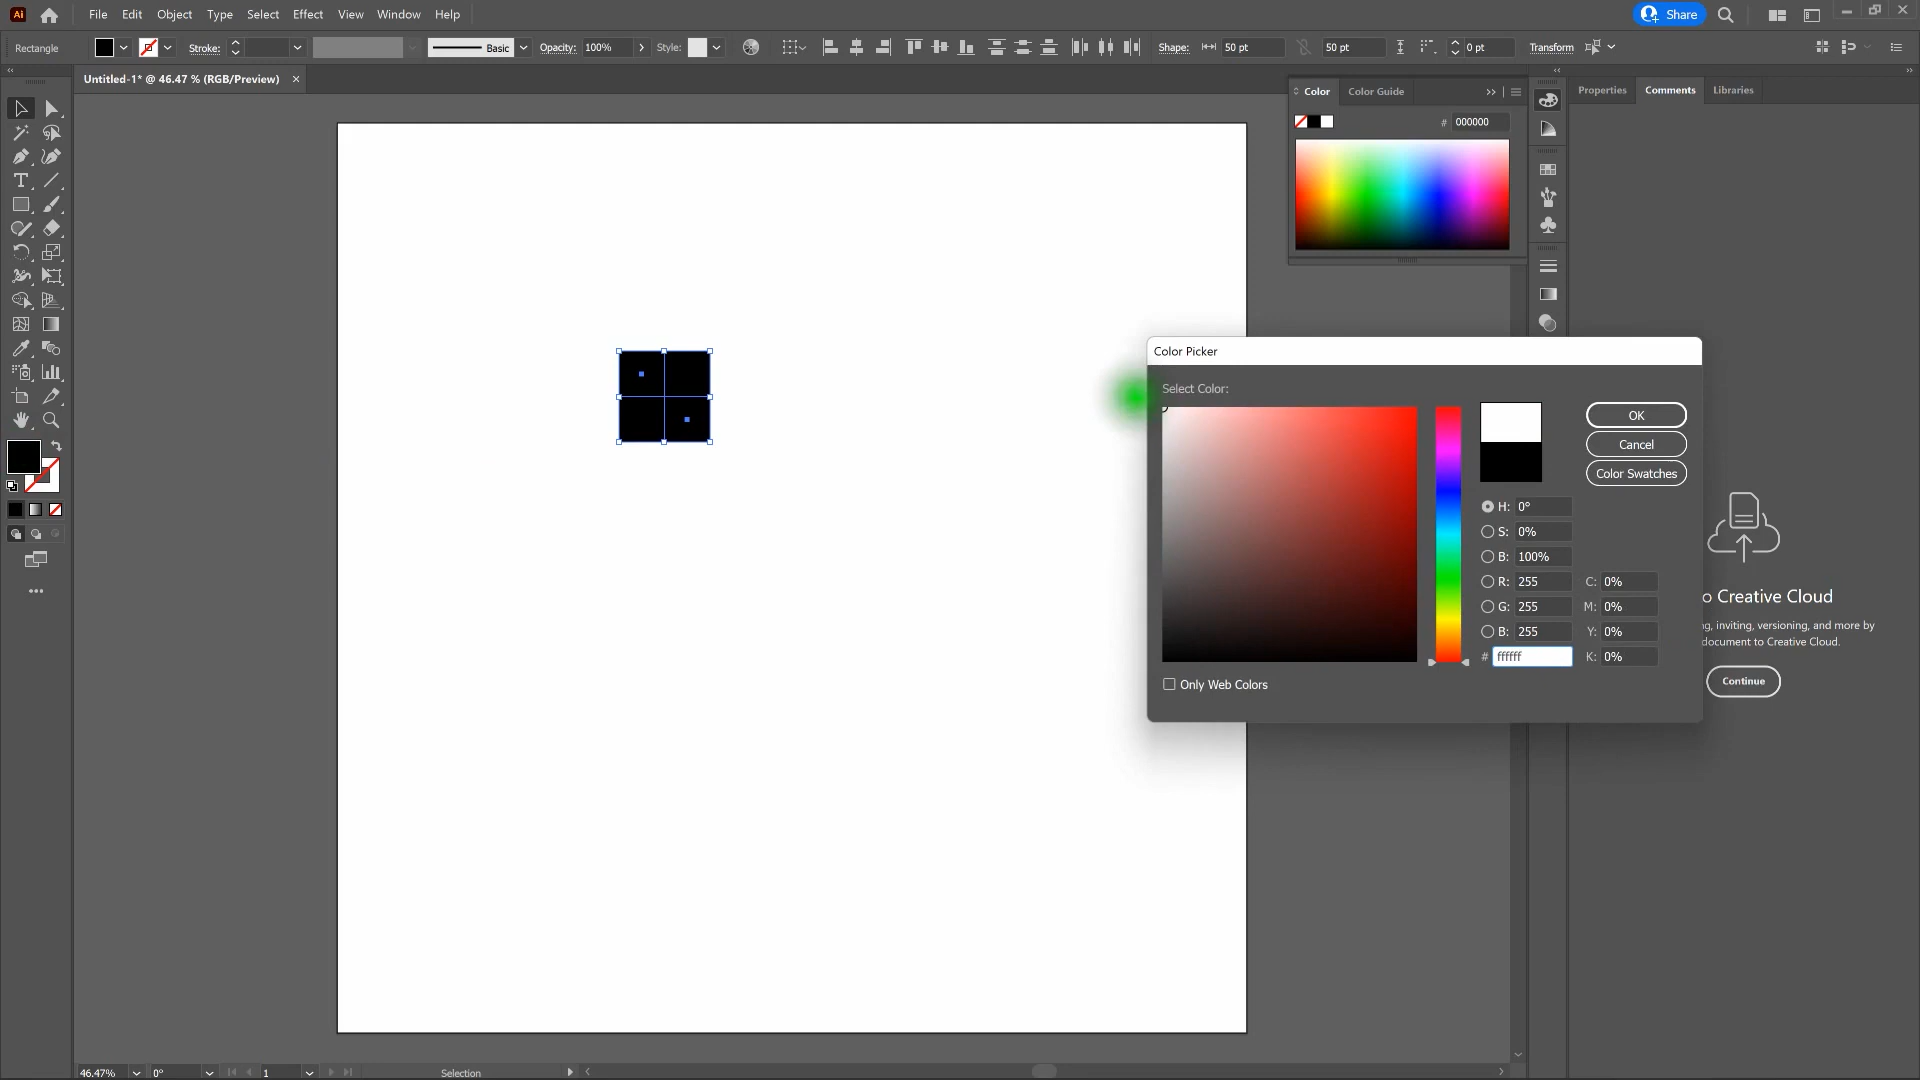 Ai File Edit Object Type Select Effect View Window Help Share
Rectangle Stroke: Basic Opacity: 100% Style: Shape: 50 pt 50 pt 0 pt Transform
Untitled-1* @ 46.47 % (RGB/Preview) ×
Color Color Guide
# 000000
Properties Comments Libraries
Color Picker
Select Color:
OK
Cancel
Color Swatches
H: 0°
S: 0%
B: 100%
R: 255 C: 0%
G: 255 M: 0%
B: 255 Y: 0%
# ffffff K: 0%
Only Web Colors
o Creative Cloud
ng, inviting, versioning, and more by
document to Creative Cloud.
Continue
46.47% 0° 1 Selection